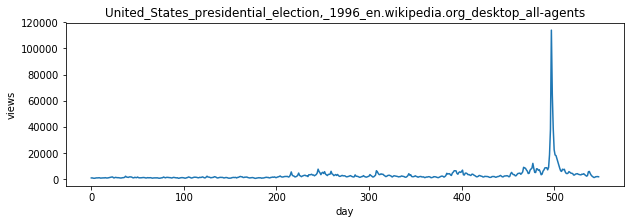 United_States_presidential_election,_1996_en.wikipedia.org_desktop_all-agents
120000
100000
80000
60000
40000
20000
0
views
0 100 200 300 400 500
day